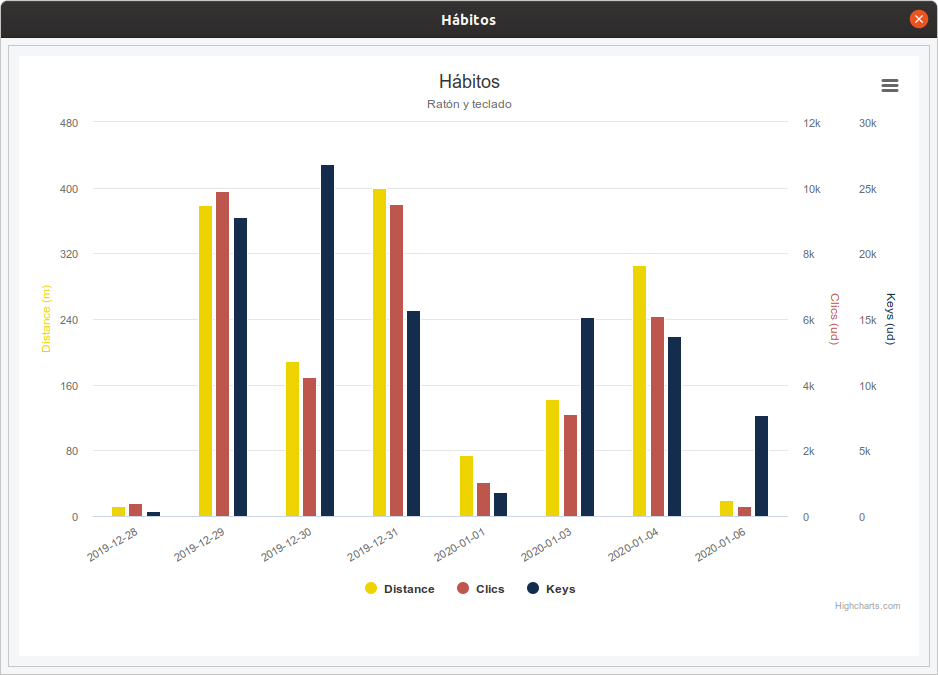 Hábitos
Hábitos
Ratón y teclado
480 12k 30k
400 10k 25k
320 8k 20k
240 6k 15k
160 4k 10k
80 2k 5k
0 0 0
Distance (m)
Clics (ud)
Keys (ud)
2019-12-28 2019-12-29 2019-12-30 2019-12-31 2020-01-01 2020-01-03 2020-01-04 2020-01-06
Distance Clics Keys
Highcharts.com